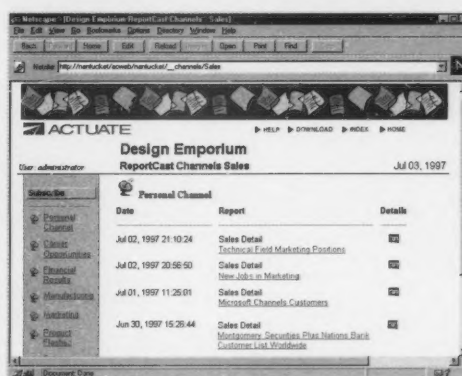 Netscape - [Design Emporium ReportCast Channels Sales]
File Edit View Go Bookmarks Options Directory Window Help
Back Home Edit Reload Open Print Find
http://nantucket/acweb/nantucket/__channels/Sales
ACTUATE
HELP DOWNLOAD INDEX HOME
Design Emporium
User administrator ReportCast Channels Sales Jul 03, 1997
Subscribe
Personal Channel
Career Opportunities
Financial Results
Manufacturing
Marketing
Product Flashes
Personal Channel
Date Report Details
Jul 02, 1997 21:10:24 Sales Detail
Technical Field Marketing Positions
Jul 02, 1997 20:56:50 Sales Detail
New Jobs in Marketing
Jul 01, 1997 11:25:01 Sales Detail
Microsoft Channels Customers
Jun 30, 1997 15:28:44 Sales Detail
Montgomery Securities Plus Nations Bank
Customer List Worldwide
Document Done